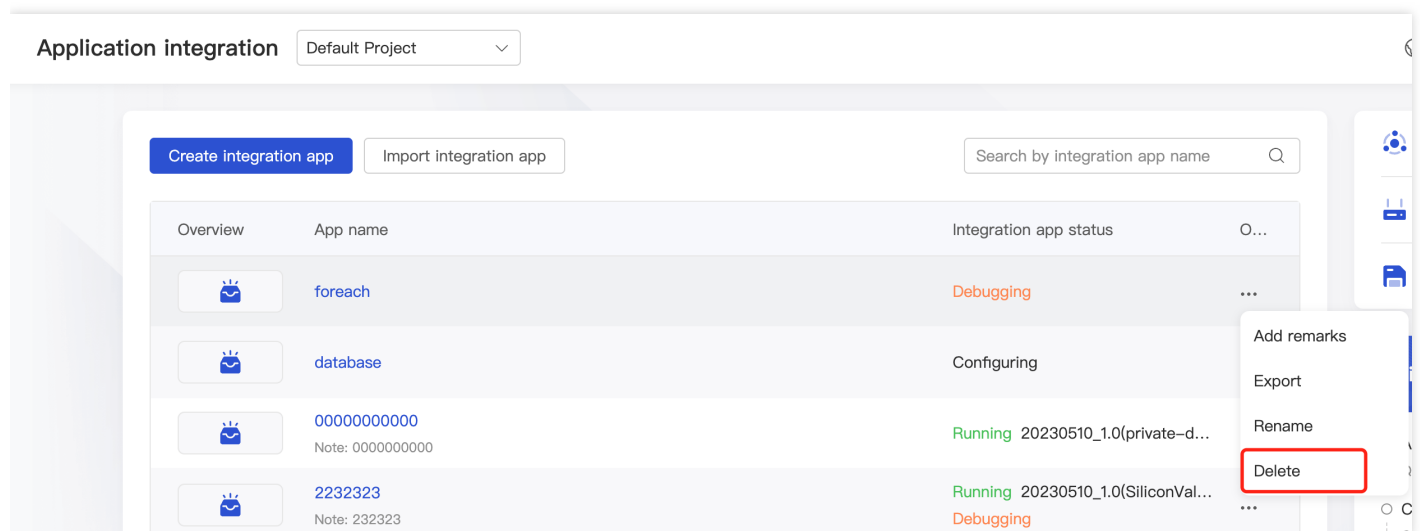 Application integration
Default Project
Create integration app
Import integration app
Search by integration app name
Overview
App name
Integration app status
O...
foreach
Debugging
...
Add remarks
database
Configuring
Export
00000000000
Running 20230510_1.0(private-d...
Rename
Note: 0000000000
Delete
2232323
Running 20230510_1.0(SiliconVal...
...
Note: 232323
Debugging
C